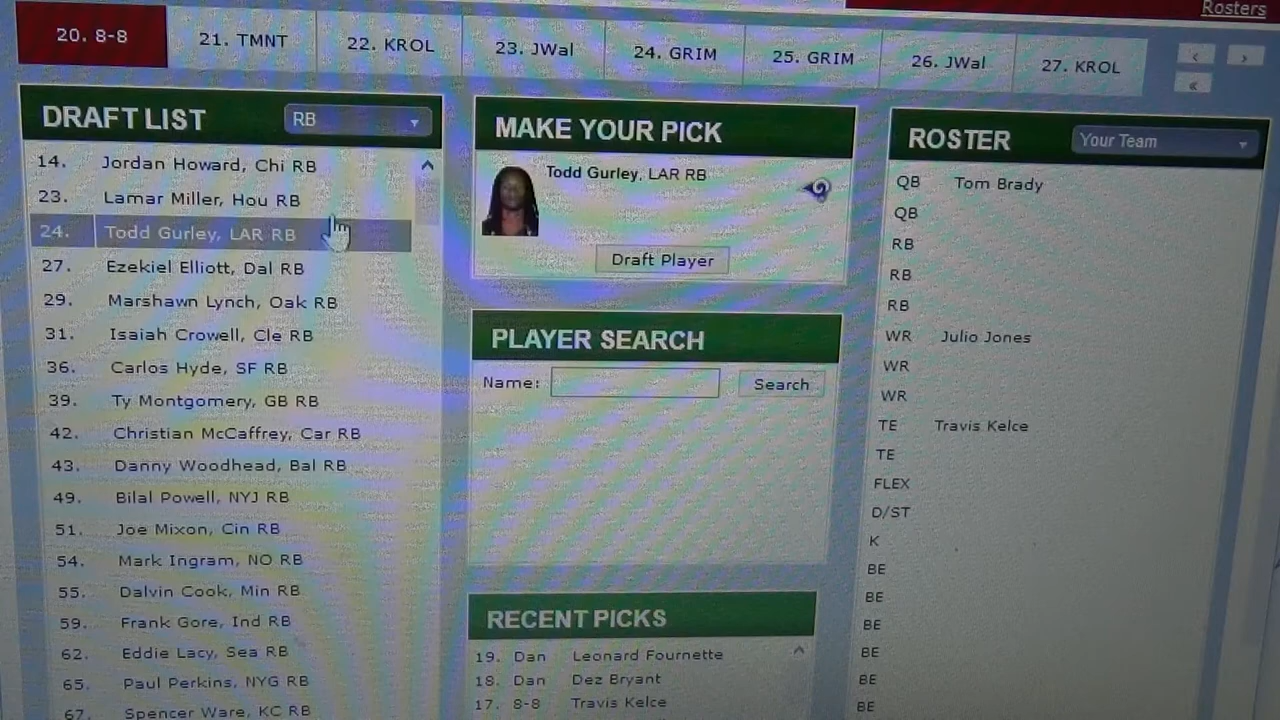 Rosters
20. 8-8
21. TMNT
22. KROL
23. JWal
24. GRIM
25. GRIM
26. JWal
27. KROL
DRAFT LIST
RB
14. Jordan Howard, Chi RB
23. Lamar Miller, Hou RB
24. Todd Gurley, LAR RB
27. Ezekiel Elliott, Dal RB
29. Marshawn Lynch, Oak RB
31. Isaiah Crowell, Cle RB
36. Carlos Hyde, SF RB
39. Ty Montgomery, GB RB
42. Christian McCaffrey, Car RB
43. Danny Woodhead, Bal RB
49. Bilal Powell, NYJ RB
51. Joe Mixon, Cin RB
54. Mark Ingram, NO RB
55. Dalvin Cook, Min RB
59. Frank Gore, Ind RB
62. Eddie Lacy, Sea RB
65. Paul Perkins, NYG RB
67. Spencer Ware, KC RB
MAKE YOUR PICK
Todd Gurley, LAR RB
Draft Player
PLAYER SEARCH
Name:
Search
RECENT PICKS
19. Dan Leonard Fournette
18. Dan Dez Bryant
17. 8-8 Travis Kelce
ROSTER
Your Team
QB Tom Brady
QB
RB
RB
RB
WR Julio Jones
WR
WR
TE Travis Kelce
TE
FLEX
D/ST
K
BE
BE
BE
BE
BE
BE